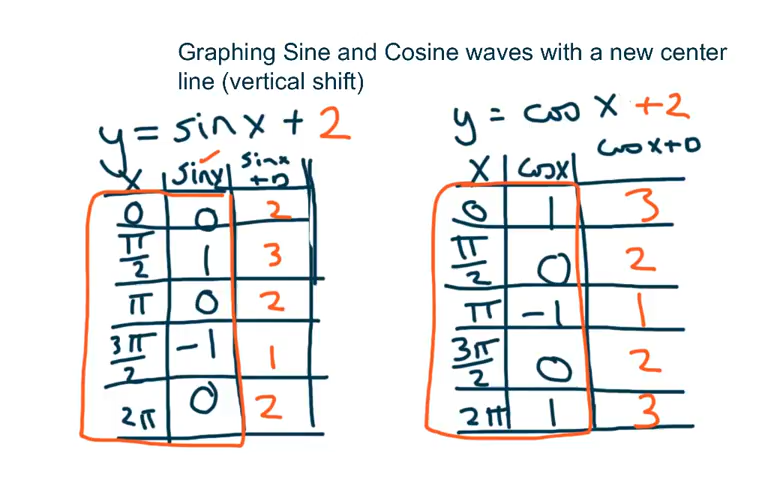 Graphing Sine and Cosine waves with a new center
line (vertical shift)
y = sin x + 2
x | sin x | sin x + D
0 | 0 | 2
π/2 | 1 | 3
π | 0 | 2
3π/2 | -1 | 1
2π | 0 | 2
y = cos x + 2
x | cos x | cos x + D
0 | 1 | 3
π/2 | 0 | 2
π | -1 | 1
3π/2 | 0 | 2
2π | 1 | 3